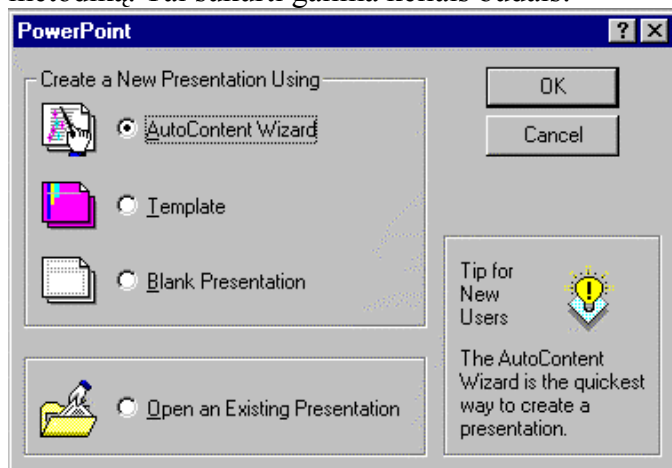 PowerPoint
Create a New Presentation Using
AutoContent Wizard
Template
Blank Presentation
Open an Existing Presentation
OK
Cancel
Tip for
New
Users
The AutoContent
Wizard is the quickest
way to create a
presentation.